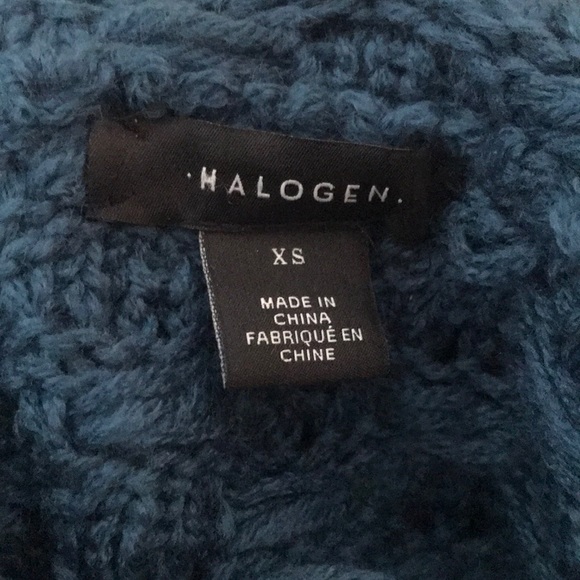 ·HALOGEN.
XS
MADE IN
CHINA
FABRIQUÉ EN
CHINE